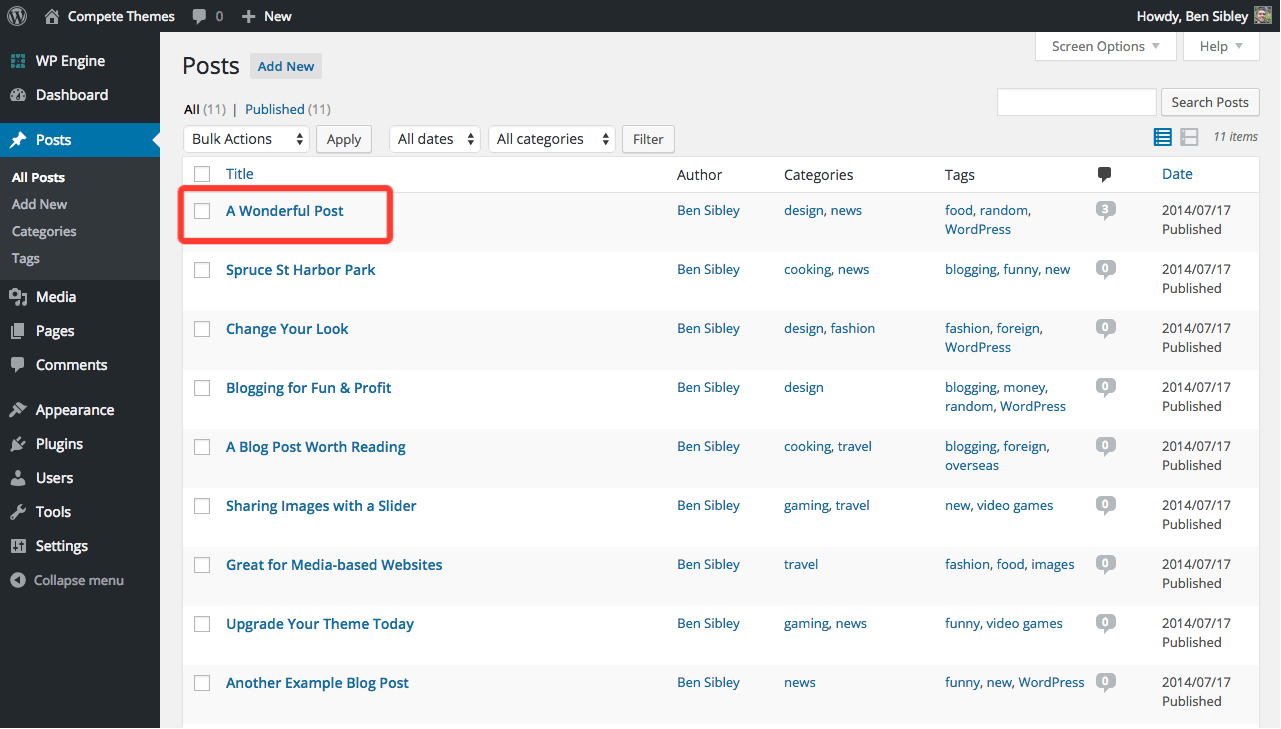 Compete Themes 0 New Howdy, Ben Sibley
WP Engine
Dashboard
Posts
All Posts
Add New
Categories
Tags
Media
Pages
Comments
Appearance
Plugins
Users
Tools
Settings
Collapse menu
Screen Options Help
Posts Add New
All (11) | Published (11)
Search Posts
Bulk Actions Apply All dates All categories Filter
11 items
Title Author Categories Tags Date
A Wonderful Post Ben Sibley design, news food, random, 3 2014/07/17
WordPress Published
Spruce St Harbor Park Ben Sibley cooking, news blogging, funny, new 0 2014/07/17
Published
Change Your Look Ben Sibley design, fashion fashion, foreign, 0 2014/07/17
WordPress Published
Blogging for Fun & Profit Ben Sibley design blogging, money, 0 2014/07/17
random, WordPress Published
A Blog Post Worth Reading Ben Sibley cooking, travel blogging, foreign, 0 2014/07/17
overseas Published
Sharing Images with a Slider Ben Sibley gaming, travel new, video games 0 2014/07/17
Published
Great for Media-based Websites Ben Sibley travel fashion, food, images 0 2014/07/17
Published
Upgrade Your Theme Today Ben Sibley gaming, news funny, video games 0 2014/07/17
Published
Another Example Blog Post Ben Sibley news funny, new, WordPress 0 2014/07/17
Published